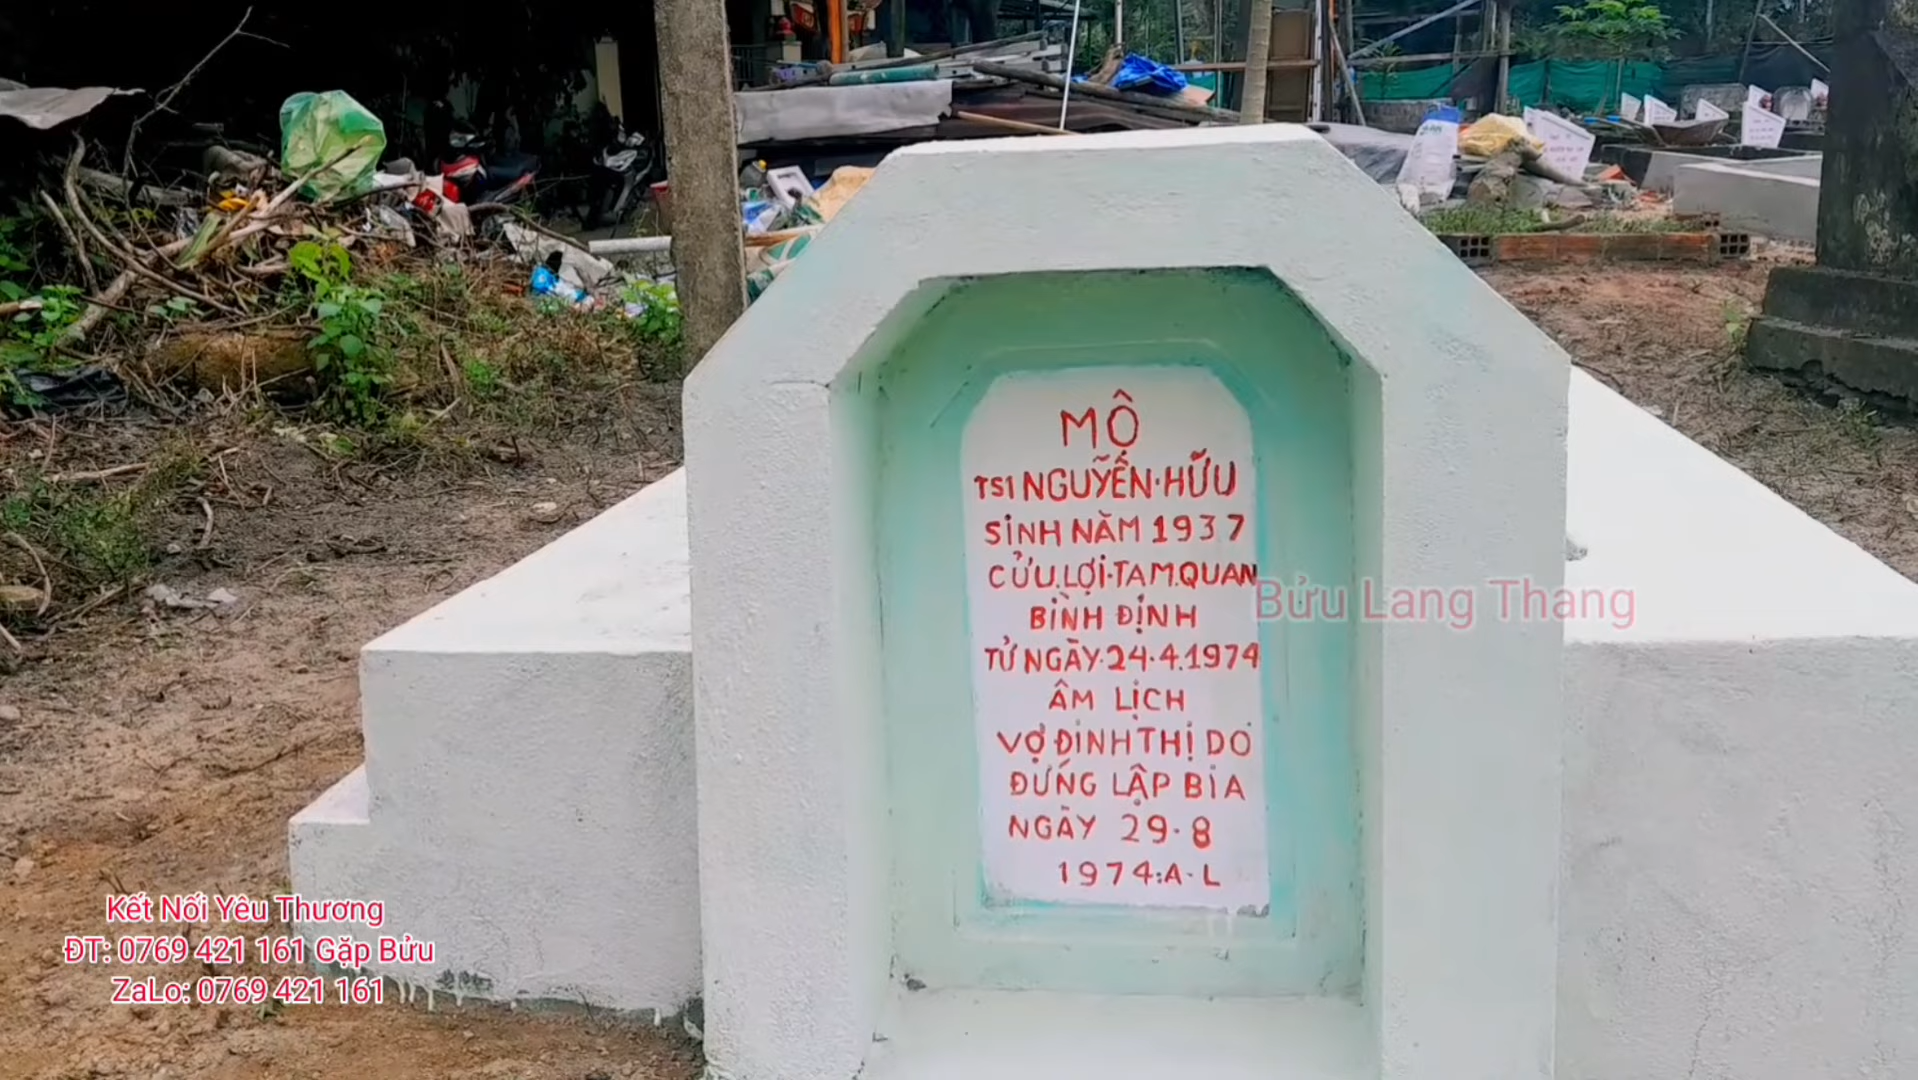 MỘ
TS1 NGUYỄN·HỮU
SINH NĂM 1937
CỬU.LỢI·TAM.QUAN
BÌNH ĐỊNH
TỬ NGÀY·24·4.1974
ÂM LỊCH
VỢ ĐINH THỊ DO
ĐỨNG LẬP BIA
NGÀY 29·8
1974:A·L
Bửu Lang Thang
Kết Nối Yêu Thương
ĐT: 0769 421 161 Gặp Bửu
ZaLo: 0769 421 161